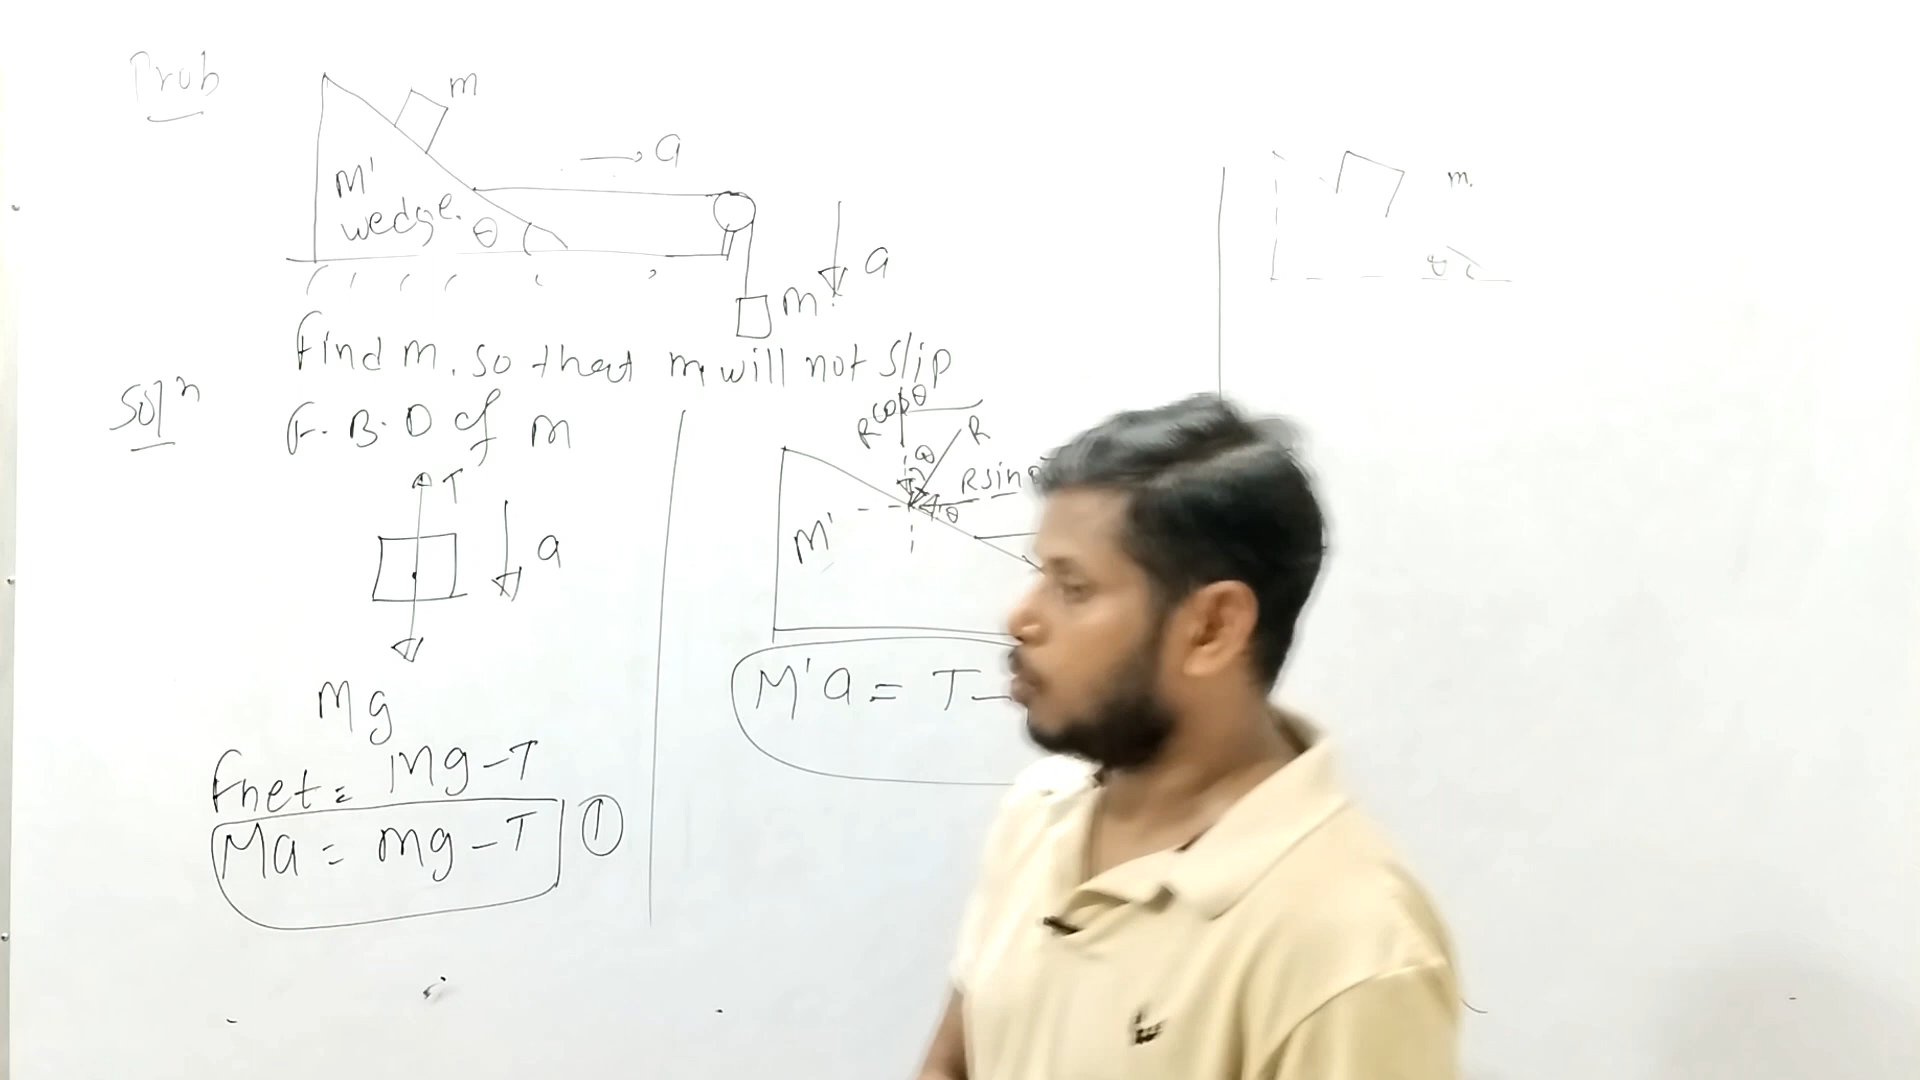 Prob
m
→ a
M'
wedge.
θ
a
m
Find m. so that m will not slip
Solⁿ
F.B.D of m
T
a
Mg
Fnet = mg-T
Ma = mg-T ①
Rcosθ
R
θ
Rsin
θ
M'
M'a = T-
m.
θ